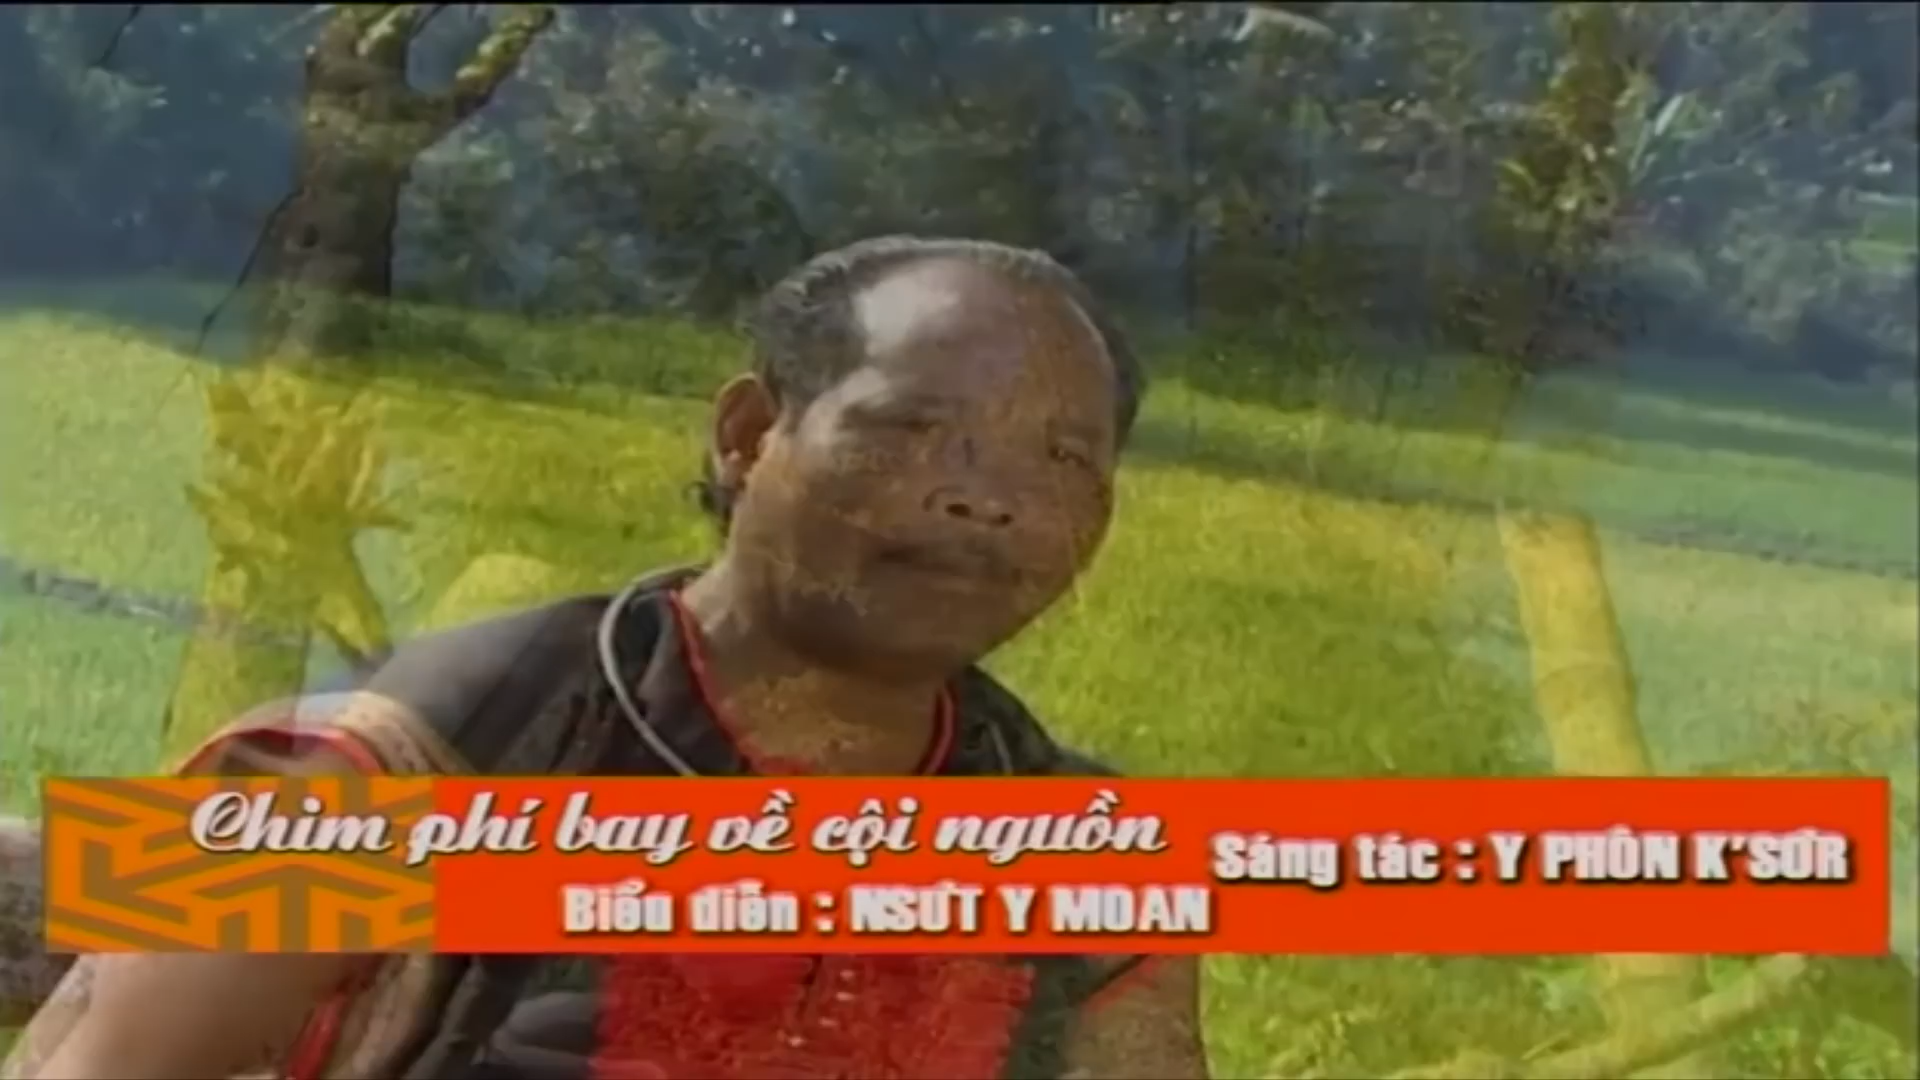 Chim phí bay về cội nguồn
Sáng tác : Y PHÔN K'SƠR
Biểu diễn : NSƯT Y MOAN